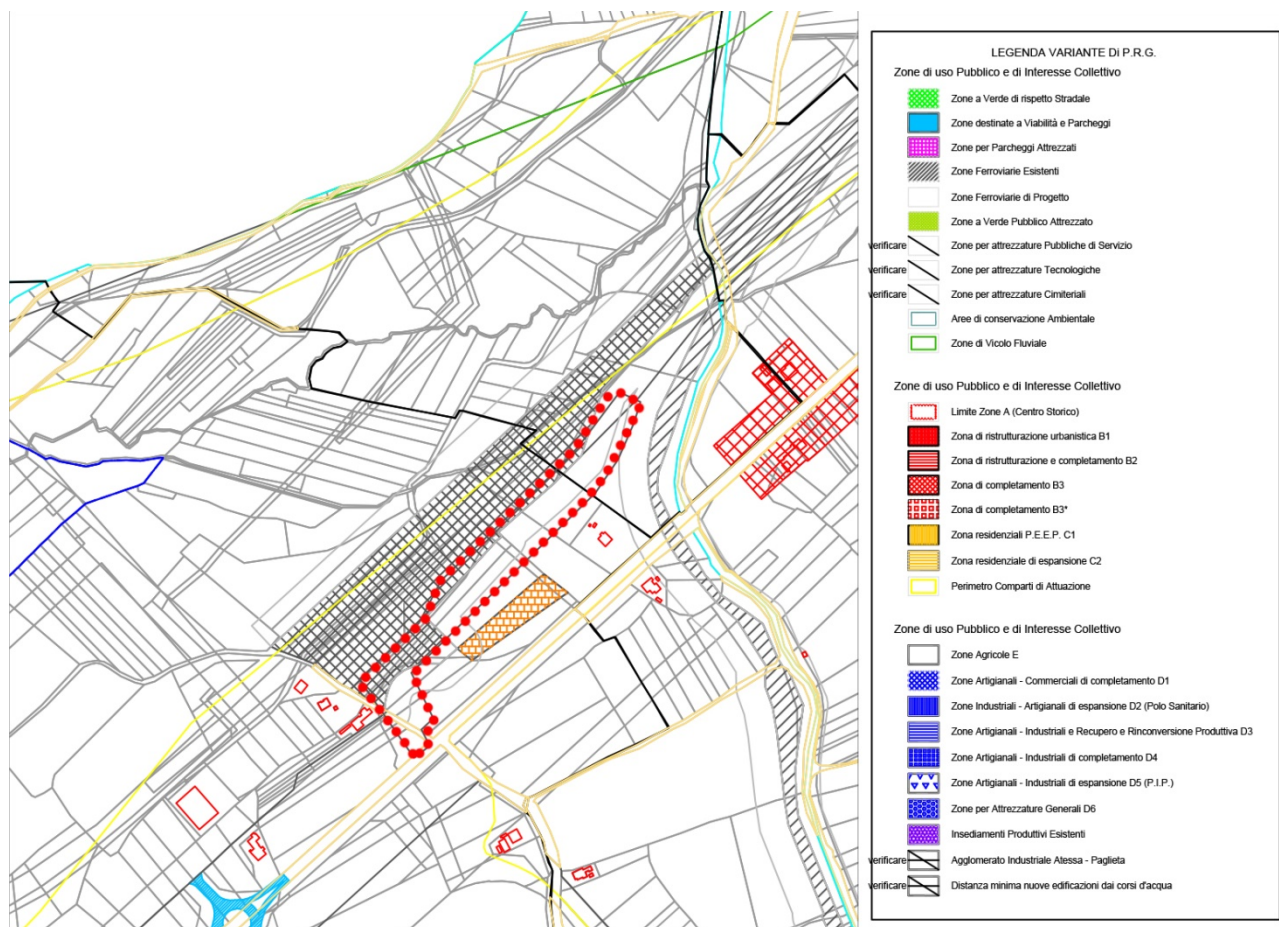 LEGENDA VARIANTE Di P.R.G.
Zone di uso Pubblico e di Interesse Collettivo
Zone a Verde di rispetto Stradale
Zone destinate a Viabilità e Parcheggi
Zone per Parcheggi Attrezzati
Zone Ferroviarie Esistenti
Zone Ferroviarie di Progetto
Zone a Verde Pubblico Attrezzato
verificare Zone per attrezzature Pubbliche di Servizio
verificare Zone per attrezzature Tecnologiche
verificare Zone per attrezzature Cimiteriali
Aree di conservazione Ambientale
Zone di Vicolo Fluviale
Zone di uso Pubblico e di Interesse Collettivo
Limite Zone A (Centro Storico)
Zona di ristrutturazione urbanistica B1
Zona di ristrutturazione e completamento B2
Zona di completamento B3
Zona di completamento B3*
Zona residenziali P.E.E.P. C1
Zona residenziale di espansione C2
Perimetro Comparti di Attuazione
Zone di uso Pubblico e di Interesse Collettivo
Zone Agricole E
Zone Artigianali - Commerciali di completamento D1
Zone Industriali - Artigianali di espansione D2 (Polo Sanitario)
Zone Artigianali - Industriali e Recupero e Rinconversione Produttiva D3
Zone Artigianali - Industriali di completamento D4
Zone Artigianali - Industriali di espansione D5 (P.I.P.)
Zone per Attrezzature Generali D6
Insediamenti Produttivi Esistenti
verificare Agglomerato Industriale Atessa - Paglieta
verificare Distanza minima nuove edificazioni dai corsi d'acqua